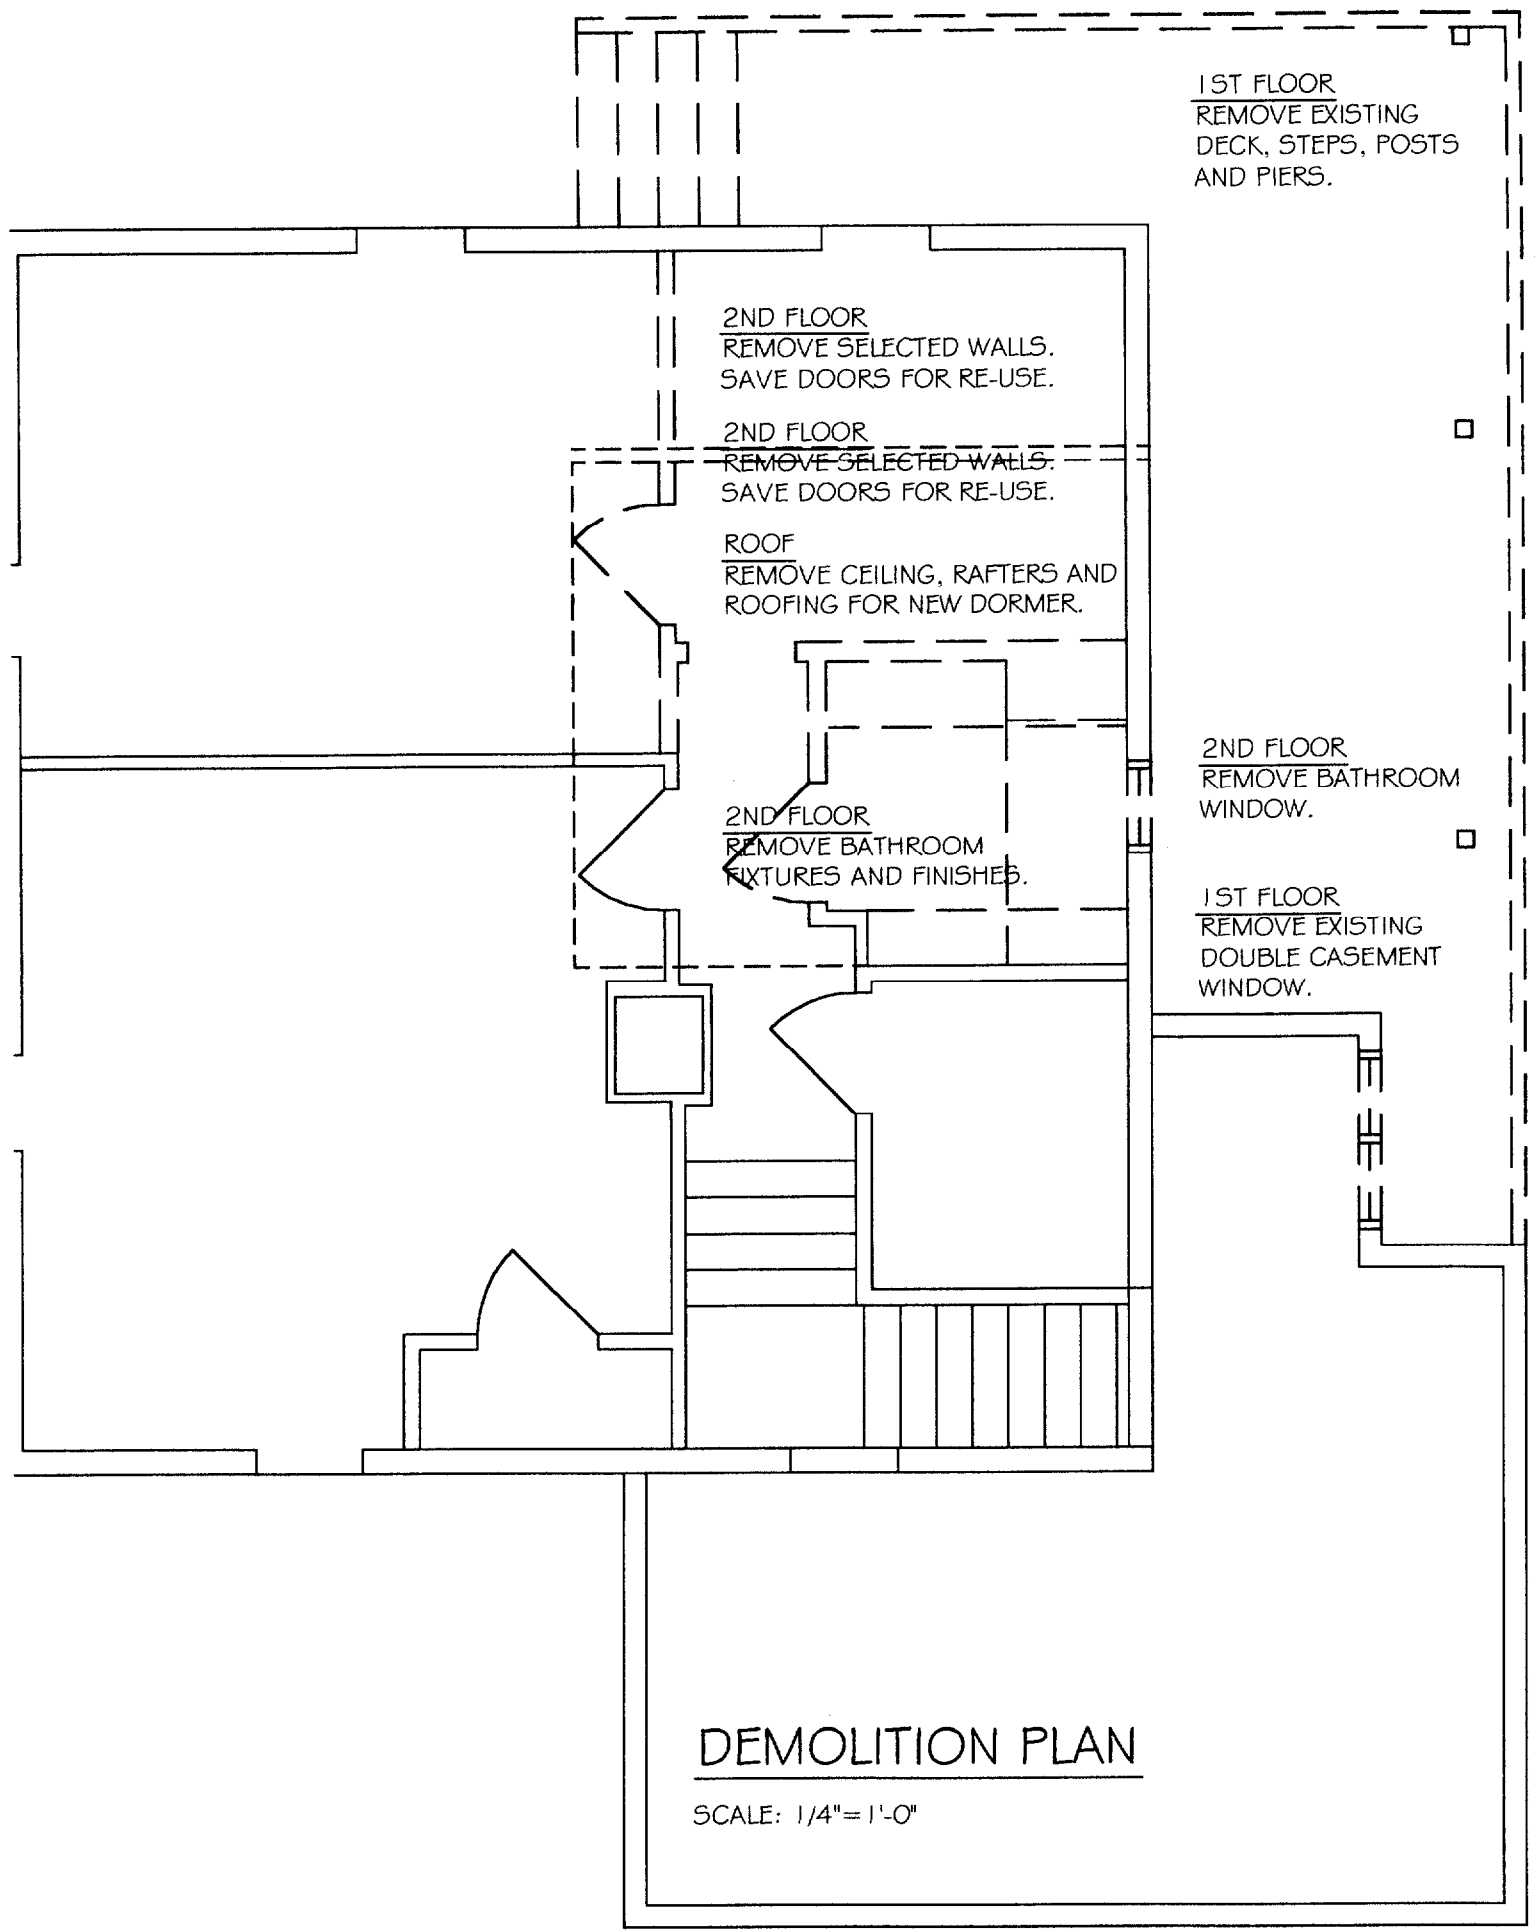 1ST FLOOR
REMOVE EXISTING
DECK, STEPS, POSTS
AND PIERS.
2ND FLOOR
REMOVE SELECTED WALLS.
SAVE DOORS FOR RE-USE.
2ND FLOOR
REMOVE SELECTED WALLS.
SAVE DOORS FOR RE-USE.
ROOF
REMOVE CEILING, RAFTERS AND
ROOFING FOR NEW DORMER.
2ND FLOOR
REMOVE BATHROOM
WINDOW.
2ND FLOOR
REMOVE BATHROOM
FIXTURES AND FINISHES.
1ST FLOOR
REMOVE EXISTING
DOUBLE CASEMENT
WINDOW.
DEMOLITION PLAN
SCALE: 1/4"=1'-0"